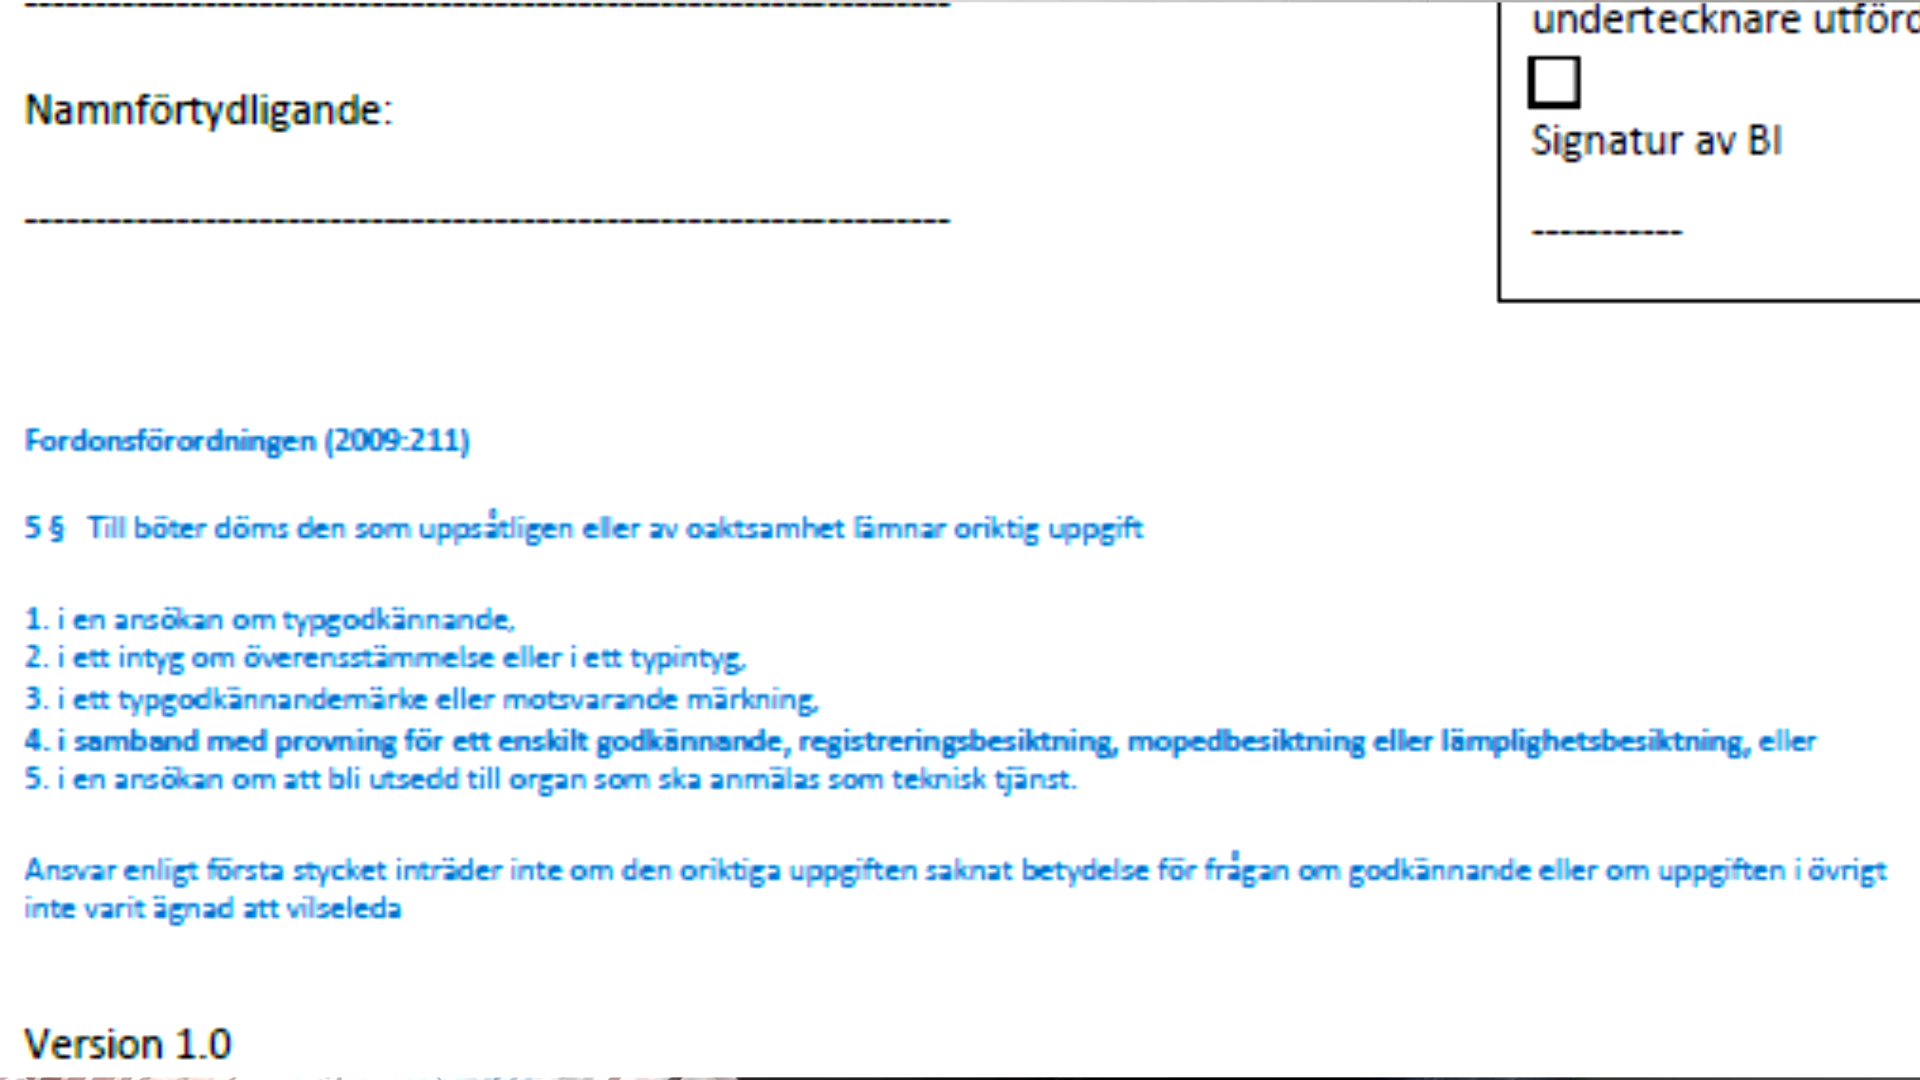 undertecknare utförd
Namnförtydligande:
Signatur av BI
Fordonsförordningen (2009:211)
5 § Till böter döms den som uppsåtligen eller av oaktsamhet lämnar oriktig uppgift
1. i en ansökan om typgodkännande,
2. i ett intyg om överensstämmelse eller i ett typintyg,
3. i ett typgodkännandemärke eller motsvarande märkning,
4. i samband med provning för ett enskilt godkännande, registreringsbesiktning, mopedbesiktning eller lämplighetsbesiktning, eller
5. i en ansökan om att bli utsedd till organ som ska anmälas som teknisk tjänst.
Ansvar enligt första stycket inträder inte om den oriktiga uppgiften saknat betydelse för frågan om godkännande eller om uppgiften i övrigt
inte varit ägnad att vilseleda
Version 1.0